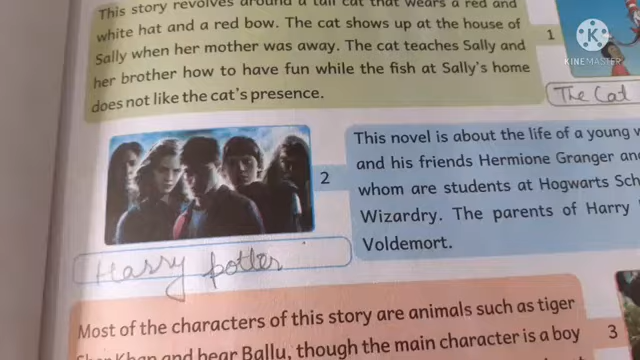 This story revolves around a tall cat that wears a red and
white hat and a red bow. The cat shows up at the house of
Sally when her mother was away. The cat teaches Sally and
her brother how to have fun while the fish at Sally's home
does not like the cat's presence.
1
K
KINEMASTER
The Cat
This novel is about the life of a young
and his friends Hermione Granger
whom are students at Hogwarts
Wizardry. The parents of Harry
Voldemort.
2
Harry potter
Most of the characters of this story are animals such as tiger
Khan and bear Ballu, though the main character is a boy
3